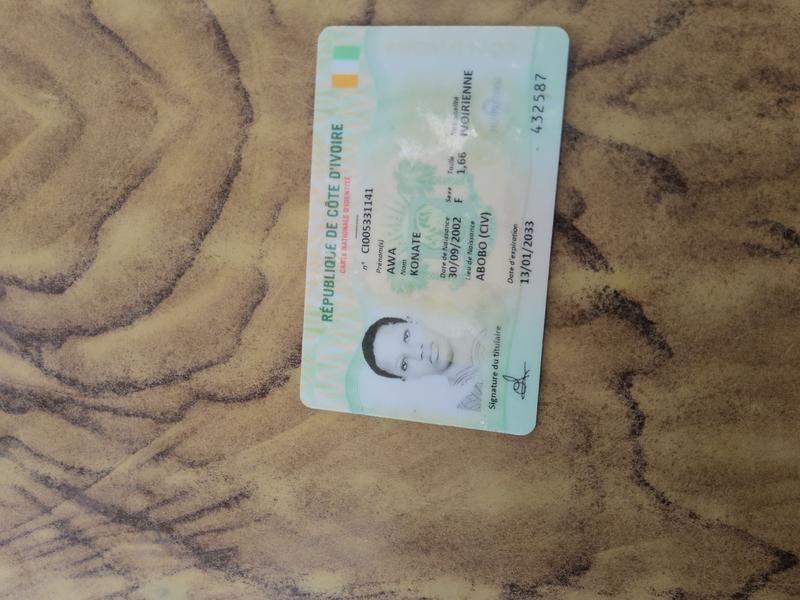 RÉPUBLIQUE DE CÔTE D'IVOIRE
CARTE NATIONALE D'IDENTITÉ
n° CI005331141
Prénom(s)
AWA
Nom
KONATE
Date de Naissance Sexe Taille Nationalité
30/09/2002 F 1,66 IVOIRIENNE
Lieu de Naissance
ABOBO (CIV)
Date d'expiration
13/01/2033
Signature du titulaire
432587